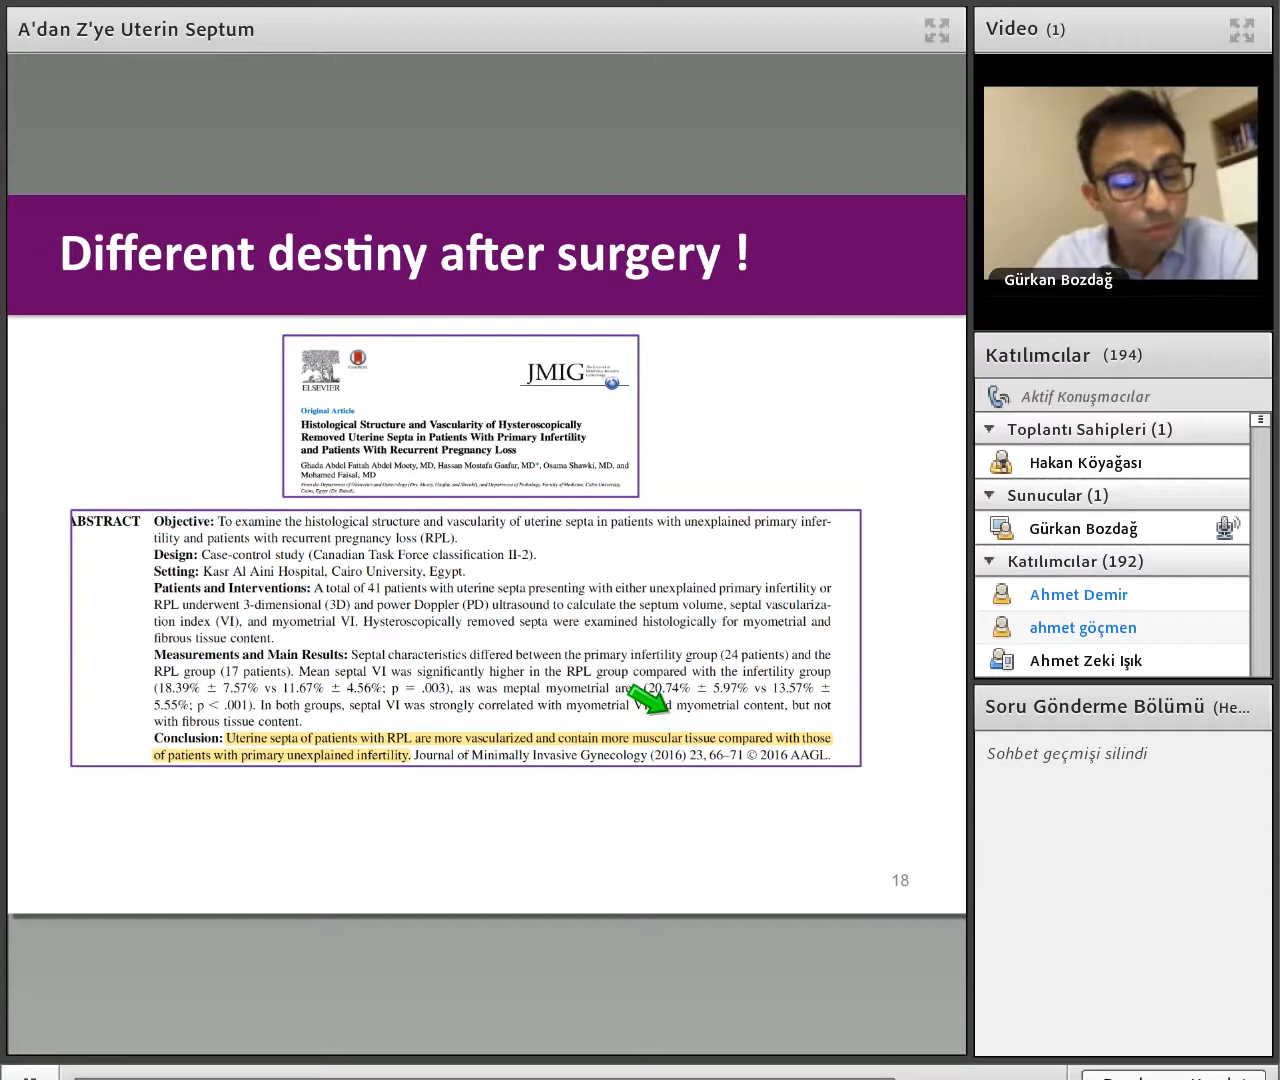 A'dan Z'ye Uterin Septum
Different destiny after surgery !
ELSEVIER
CrossMark
JMIG
Original Article
Histological Structure and Vascularity of Hysteroscopically
Removed Uterine Septa in Patients With Primary Infertility
and Patients With Recurrent Pregnancy Loss
Ghada Abdel Fattah Abdel Moety, MD, Hassan Mostafa Gaafar, MD*, Osama Shawki, MD, and
Mohamed Faisal, MD
ABSTRACT Objective: To examine the histological structure and vascularity of uterine septa in patients with unexplained primary infer-
tility and patients with recurrent pregnancy loss (RPL).
Design: Case-control study (Canadian Task Force classification II-2).
Setting: Kasr Al Aini Hospital, Cairo University, Egypt.
Patients and Interventions: A total of 41 patients with uterine septa presenting with either unexplained primary infertility or
RPL underwent 3-dimensional (3D) and power Doppler (PD) ultrasound to calculate the septum volume, septal vasculariza-
tion index (VI), and myometrial VI. Hysteroscopically removed septa were examined histologically for myometrial and
fibrous tissue content.
Measurements and Main Results: Septal characteristics differed between the primary infertility group (24 patients) and the
RPL group (17 patients). Mean septal VI was significantly higher in the RPL group compared with the infertility group
(18.39% ± 7.57% vs 11.67% ± 4.56%; p = .003), as was meptal myometrial (20.74% ± 5.97% vs 13.57% ±
5.55%; p < .001). In both groups, septal VI was strongly correlated with myometrial myometrial content, but not
with fibrous tissue content.
Conclusion: Uterine septa of patients with RPL are more vascularized and contain more muscular tissue compared with those
of patients with primary unexplained infertility. Journal of Minimally Invasive Gynecology (2016) 23, 66–71 © 2016 AAGL.
18
Video (1)
Gürkan Bozdağ
Katılımcılar (194)
Aktif Konuşmacılar
Toplantı Sahipleri (1)
Hakan Köyağası
Sunucular (1)
Gürkan Bozdağ
Katılımcılar (192)
Ahmet Demir
ahmet göçmen
Ahmet Zeki Işık
Soru Gönderme Bölümü (He...
Sohbet geçmişi silindi